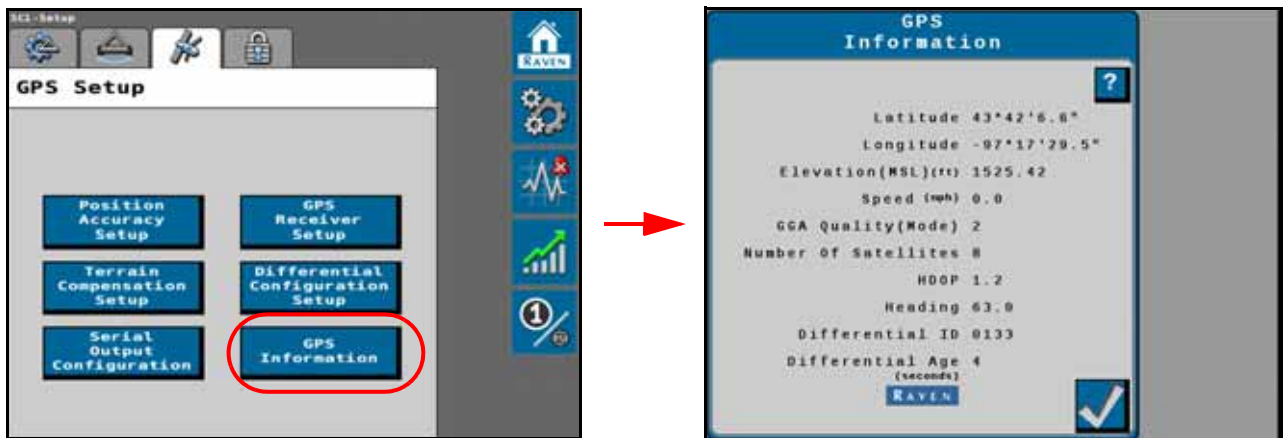 SC1-Setup
GPS Setup
Position
Accuracy
Setup
GPS
Receiver
Setup
Terrain
Compensation
Setup
Differential
Configuration
Setup
Serial
Output
Configuration
GPS
Information
RAVEN
1
GPS
Information
?
Latitude 43°42'6.6"
Longitude -97°17'29.5"
Elevation(MSL)(ft) 1525.42
Speed (mph) 0.0
GGA Quality(Mode) 2
Number Of Satellites 8
HDOP 1.2
Heading 63.0
Differential ID 0133
Differential Age 4
(seconds)
RAVEN